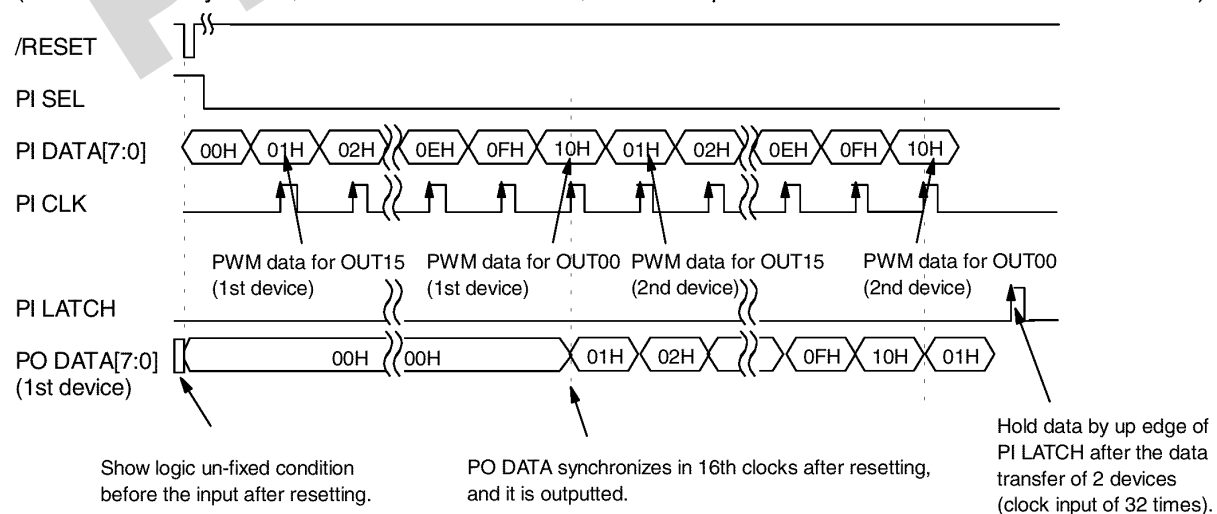 /RESET
PI SEL
PI DATA[7:0]
00H 01H 02H 0EH 0FH 10H 01H 02H 0EH 0FH 10H
PI CLK
PWM data for OUT15 PWM data for OUT00 PWM data for OUT15 PWM data for OUT00
(1st device) (1st device) (2nd device) (2nd device)
PI LATCH
PO DATA[7:0] 00H 00H 01H 02H 0FH 10H 01H
(1st device)
Hold data by up edge of
PI LATCH after the data
transfer of 2 devices
(clock input of 32 times).
Show logic un-fixed condition
before the input after resetting.
PO DATA synchronizes in 16th clocks after resetting,
and it is outputted.